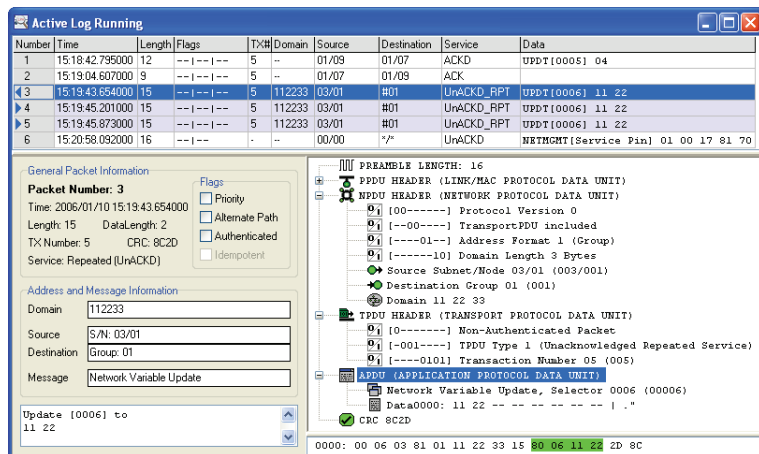 Active Log Running
Number Time Length Flags TX# Domain Source Destination Service Data
1 15:18:42.795000 12 --|--|-- 5 -- 01/09 01/07 ACKD UPDT[0005] 04
2 15:19:04.607000 9 --|--|-- 5 -- 01/07 01/09 ACK
3 15:19:43.654000 15 --|--|-- 5 112233 03/01 #01 UnACKD_RPT UPDT[0006] 11 22
4 15:19:45.201000 15 --|--|-- 5 112233 03/01 #01 UnACKD_RPT UPDT[0006] 11 22
5 15:19:45.873000 15 --|--|-- 5 112233 03/01 #01 UnACKD_RPT UPDT[0006] 11 22
6 15:20:58.092000 16 --|-- - -- 00/00 */* UnACKD NETMGMT[Service Pin] 01 00 17 81 70
General Packet Information
Packet Number: 3
Time: 2006/01/10 15:19:43.654000
Length: 15 DataLength: 2
TX Number: 5 CRC: 8C2D
Service: Repeated (UnACKD)
Flags
Priority
Alternate Path
Authenticated
Idempotent
Address and Message Information
Domain 112233
Source S/N: 03/01
Destination Group: 01
Message Network Variable Update
Update [0006] to
11 22
PREAMBLE LENGTH: 16
PPDU HEADER (LINK/MAC PROTOCOL DATA UNIT)
NPDU HEADER (NETWORK PROTOCOL DATA UNIT)
[00------] Protocol Version 0
[--00----] TransportPDU included
[----01--] Address Format 1 (Group)
[------10] Domain Length 3 Bytes
Source Subnet/Node 03/01 (003/001)
Destination Group 01 (001)
Domain 11 22 33
TPDU HEADER (TRANSPORT PROTOCOL DATA UNIT)
[0-------] Non-Authenticated Packet
[-001----] TPDU Type 1 (Unacknowledged Repeated Service)
[----0101] Transaction Number 05 (005)
APDU (APPLICATION PROTOCOL DATA UNIT)
Network Variable Update, Selector 0006 (00006)
Data0000: 11 22 -- -- -- -- -- -- | ."
CRC 8C2D
0000: 00 06 03 81 01 11 22 33 15 80 06 11 22 2D 8C